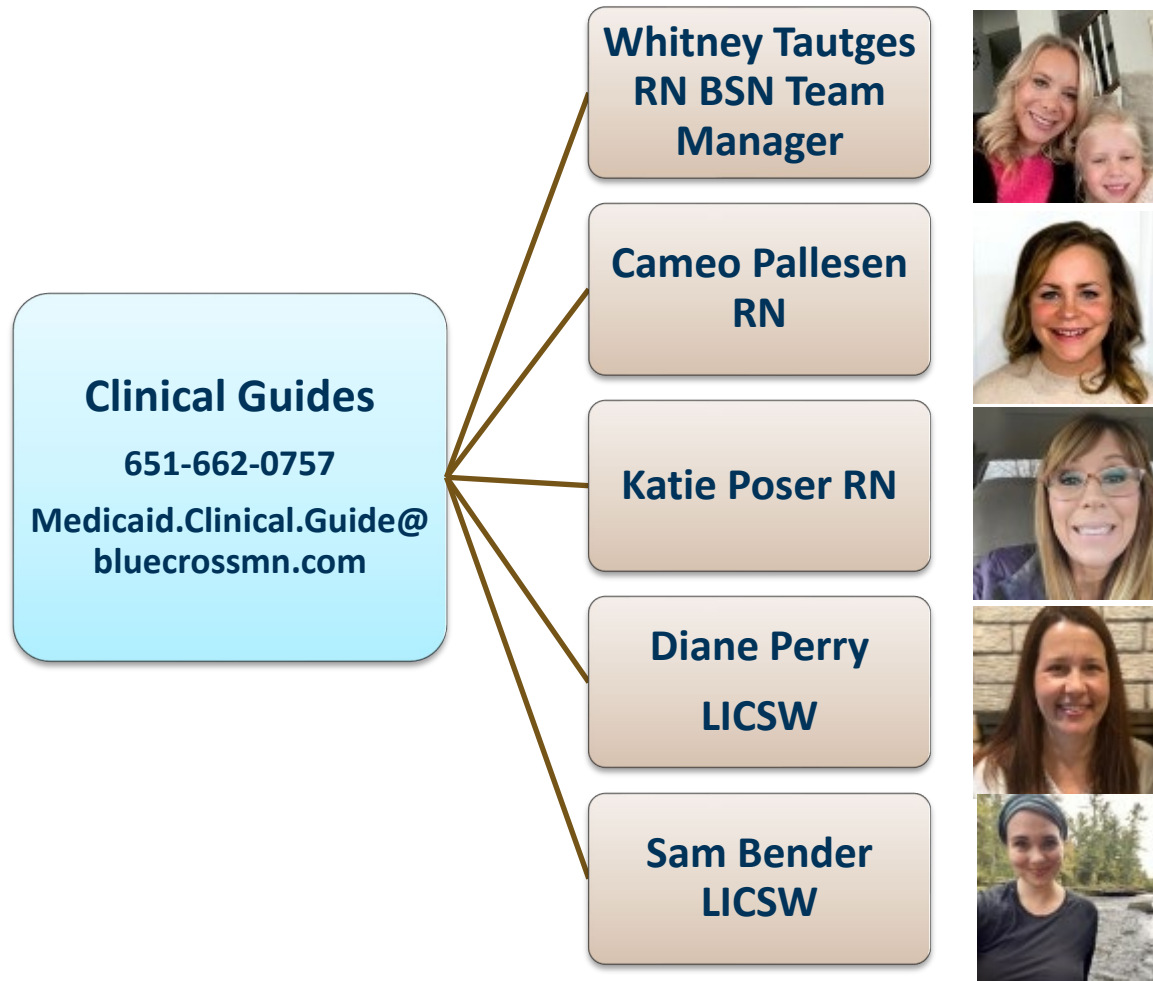 Clinical Guides
651-662-0757
Medicaid.Clinical.Guide@
bluecrossmn.com
Whitney Tautges
RN BSN Team
Manager
Cameo Pallesen
RN
Katie Poser RN
Diane Perry
LICSW
Sam Bender
LICSW